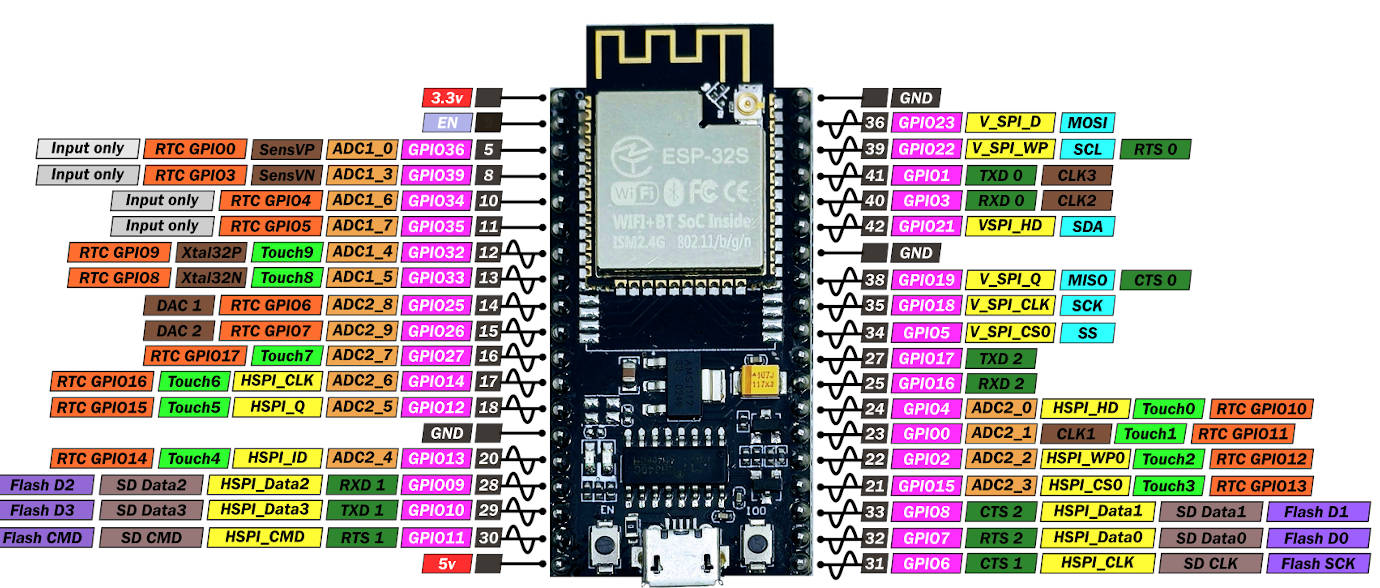 3.3v GND
EN 36 GPIO23 V_SPI_D MOSI
Input only RTC GPIO0 SensVP ADC1_0 GPIO36 5 39 GPIO22 V_SPI_WP SCL RTS 0
Input only RTC GPIO3 SensVN ADC1_3 GPIO39 8 41 GPIO1 TXD 0 CLK3
Input only RTC GPIO4 ADC1_6 GPIO34 10 40 GPIO3 RXD 0 CLK2
Input only RTC GPIO5 ADC1_7 GPIO35 11 42 GPIO21 VSPI_HD SDA
RTC GPIO9 Xtal32P Touch9 ADC1_4 GPIO32 12 GND
RTC GPIO8 Xtal32N Touch8 ADC1_5 GPIO33 13 38 GPIO19 V_SPI_Q MISO CTS 0
DAC 1 RTC GPIO6 ADC2_8 GPIO25 14 35 GPIO18 V_SPI_CLK SCK
DAC 2 RTC GPIO7 ADC2_9 GPIO26 15 34 GPIO5 V_SPI_CS0 SS
RTC GPIO17 Touch7 ADC2_7 GPIO27 16 27 GPIO17 TXD 2
RTC GPIO16 Touch6 HSPI_CLK ADC2_6 GPIO14 17 25 GPIO16 RXD 2
RTC GPIO15 Touch5 HSPI_Q ADC2_5 GPIO12 18 24 GPIO4 ADC2_0 HSPI_HD Touch0 RTC GPIO10
GND 23 GPIO0 ADC2_1 CLK1 Touch1 RTC GPIO11
RTC GPIO14 Touch4 HSPI_ID ADC2_4 GPIO13 20 22 GPIO2 ADC2_2 HSPI_WP0 Touch2 RTC GPIO12
Flash D2 SD Data2 HSPI_Data2 RXD 1 GPIO09 28 21 GPIO15 ADC2_3 HSPI_CS0 Touch3 RTC GPIO13
Flash D3 SD Data3 HSPI_Data3 TXD 1 GPIO10 29 33 GPIO8 CTS 2 HSPI_Data1 SD Data1 Flash D1
Flash CMD SD CMD HSPI_CMD RTS 1 GPIO11 30 32 GPIO7 RTS 2 HSPI_Data0 SD Data0 Flash D0
5v 31 GPIO6 CTS 1 HSPI_CLK SD CLK Flash SCK
ESP-32S
Wi Fi FC CE
WIFI+BT SoC Inside
ISM2.4G 802.11/b/g/n
107J
EN IO0